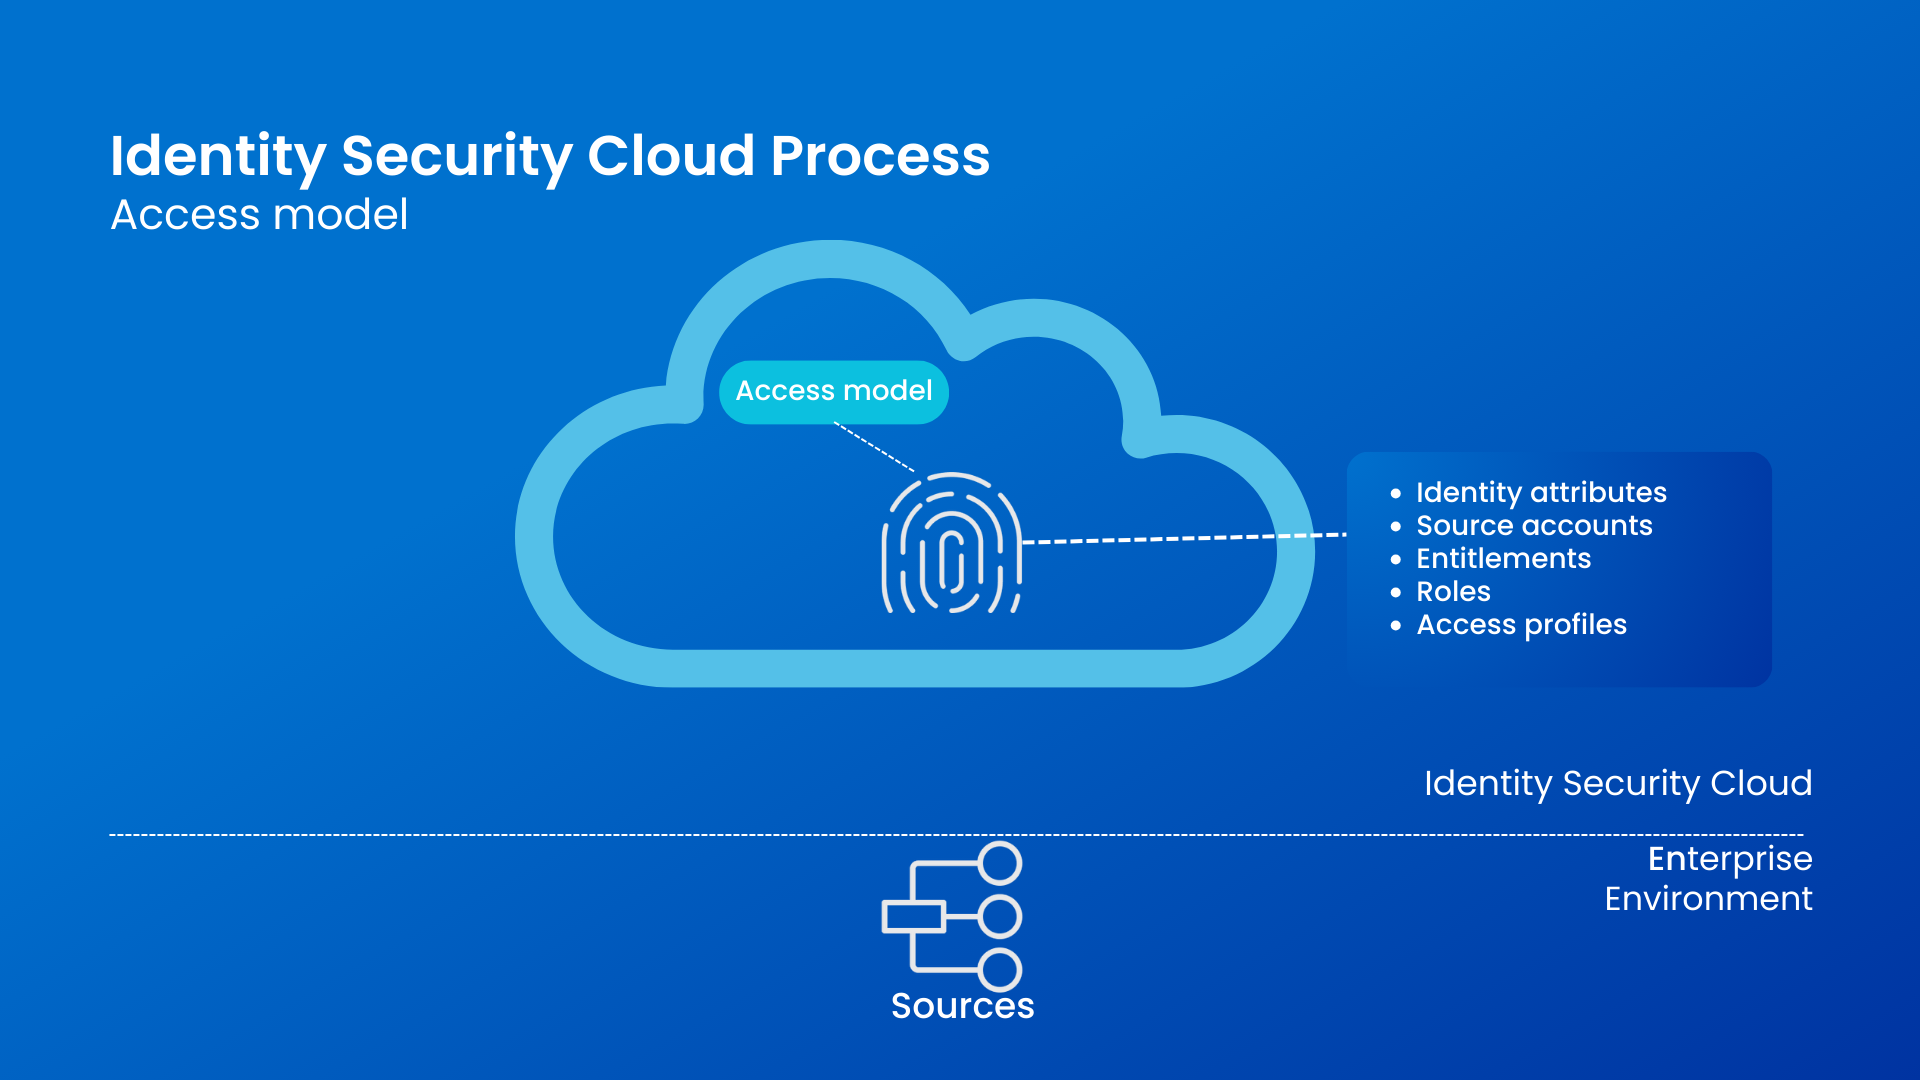 Identity Security Cloud Process
Access model
Access model
• Identity attributes
• Source accounts
• Entitlements
• Roles
• Access profiles
Identity Security Cloud
Enterprise
Environment
Sources